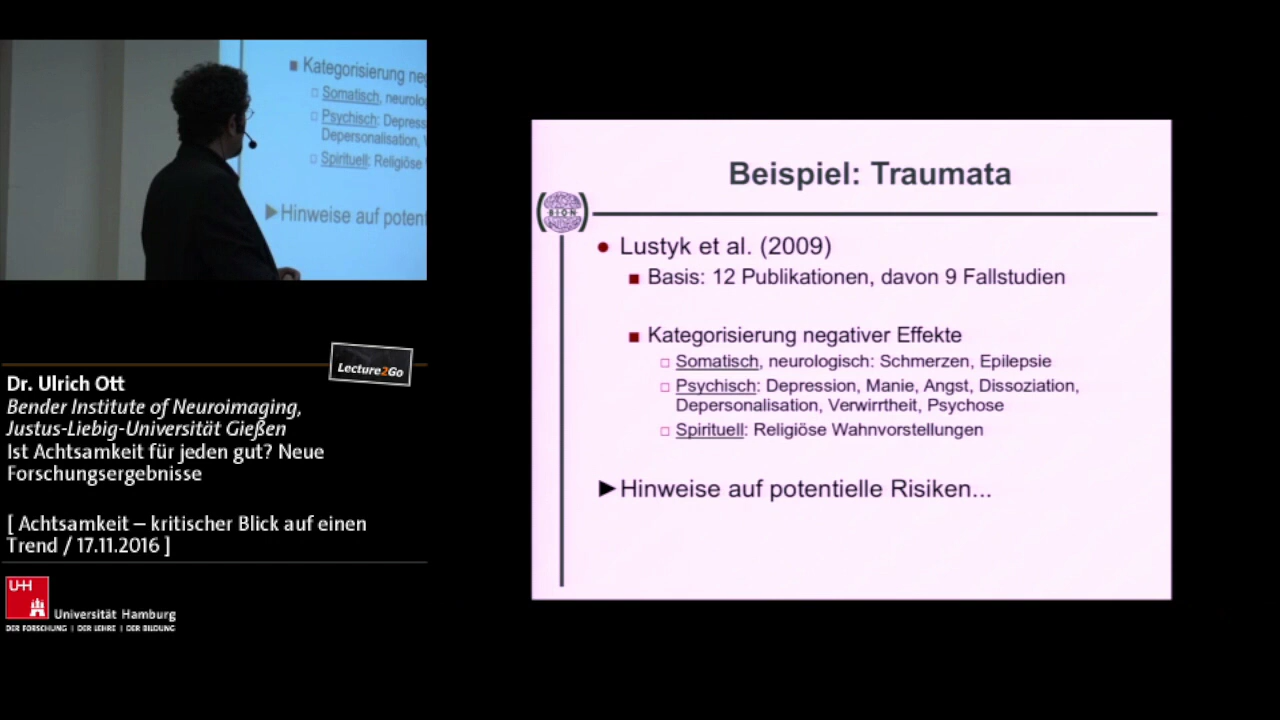 Kategorisierung neg
Somatisch, neurolog
Psychisch: Depress
Depersonalisation, V
Spirituell: Religiöse
Hinweise auf potent
Lecture2Go
Dr. Ulrich Ott
Bender Institute of Neuroimaging,
Justus-Liebig-Universität Gießen
Ist Achtsamkeit für jeden gut? Neue
Forschungsergebnisse
[ Achtsamkeit – kritischer Blick auf einen
Trend / 17.11.2016 ]
UHH
Universität Hamburg
DER FORSCHUNG | DER LEHRE | DER BILDUNG
Beispiel: Traumata
(BION)
Lustyk et al. (2009)
Basis: 12 Publikationen, davon 9 Fallstudien
Kategorisierung negativer Effekte
Somatisch, neurologisch: Schmerzen, Epilepsie
Psychisch: Depression, Manie, Angst, Dissoziation,
Depersonalisation, Verwirrtheit, Psychose
Spirituell: Religiöse Wahnvorstellungen
►Hinweise auf potentielle Risiken...